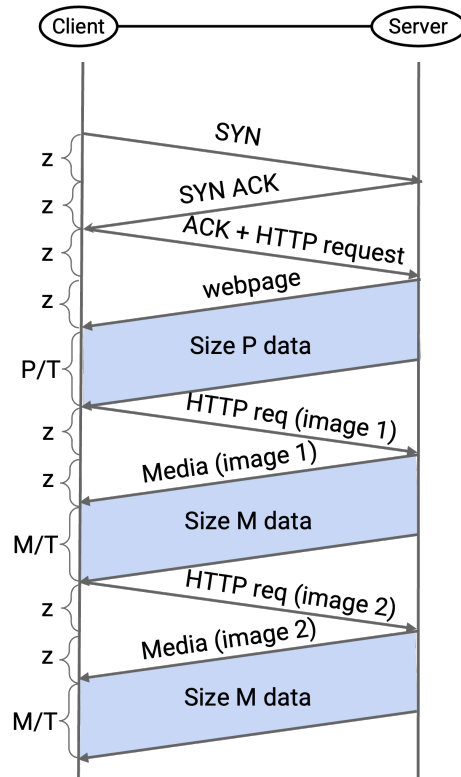 Client
Server
SYN
z
SYN ACK
z
ACK + HTTP request
z
webpage
z
Size P data
P/T
HTTP req (image 1)
z
Media (image 1)
z
Size M data
M/T
HTTP req (image 2)
z
Media (image 2)
z
Size M data
M/T